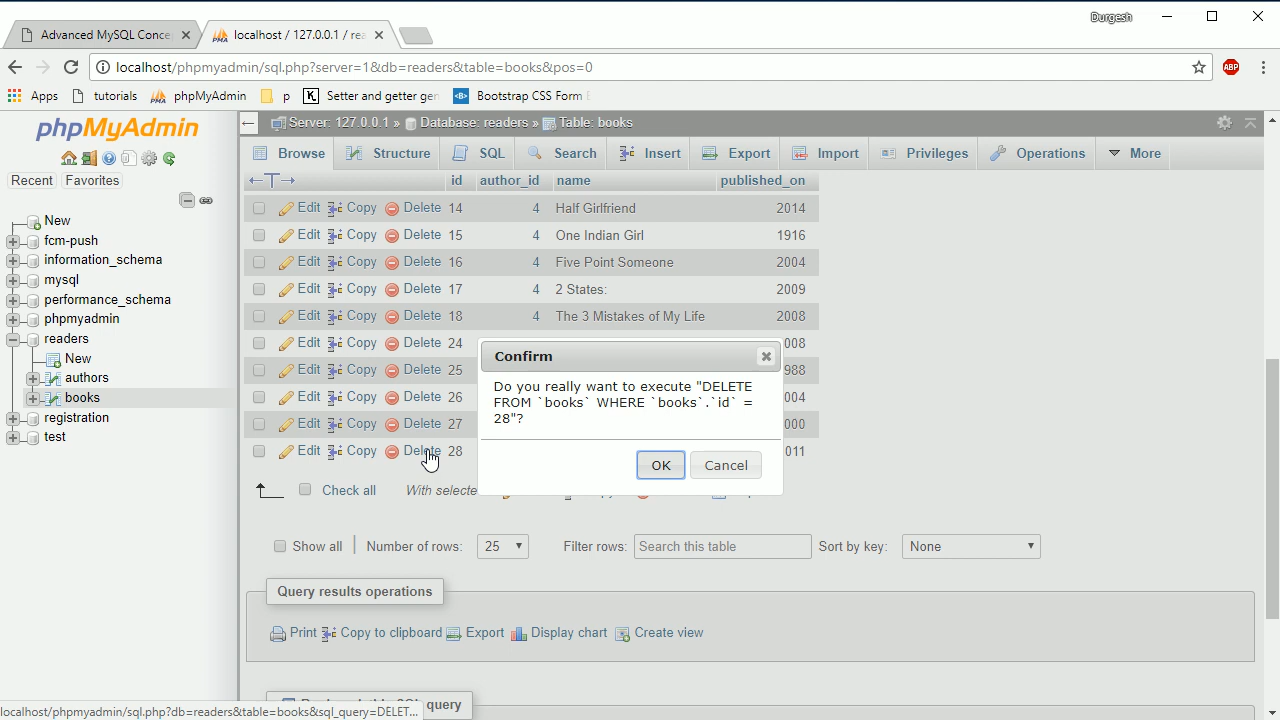 Durgesh
Advanced MySQL Conce
localhost / 127.0.0.1 / rea
localhost/phpmyadmin/sql.php?server=1&db=readers&table=books&pos=0
ABP
Apps tutorials phpMyAdmin p Setter and getter gen Bootstrap CSS Form
phpMyAdmin
Recent Favorites
New
fcm-push
information_schema
mysql
performance_schema
phpmyadmin
readers
New
authors
books
registration
test
Server: 127.0.0.1 » Database: readers » Table: books
Browse Structure SQL Search Insert Export Import Privileges Operations More
id author_id name published_on
Edit Copy Delete 14 4 Half Girlfriend 2014
Edit Copy Delete 15 4 One Indian Girl 1916
Edit Copy Delete 16 4 Five Point Someone 2004
Edit Copy Delete 17 4 2 States: 2009
Edit Copy Delete 18 4 The 3 Mistakes of My Life 2008
Edit Copy Delete 24 008
Edit Copy Delete 25 988
Edit Copy Delete 26 004
Edit Copy Delete 27 000
Edit Copy Delete 28 011
Confirm
Do you really want to execute "DELETE
FROM `books` WHERE `books`.`id` =
28"?
OK Cancel
Check all With selecte
Show all Number of rows: 25 Filter rows: Search this table Sort by key: None
Query results operations
Print Copy to clipboard Export Display chart Create view
query
localhost/phpmyadmin/sql.php?db=readers&table=books&sql_query=DELET...